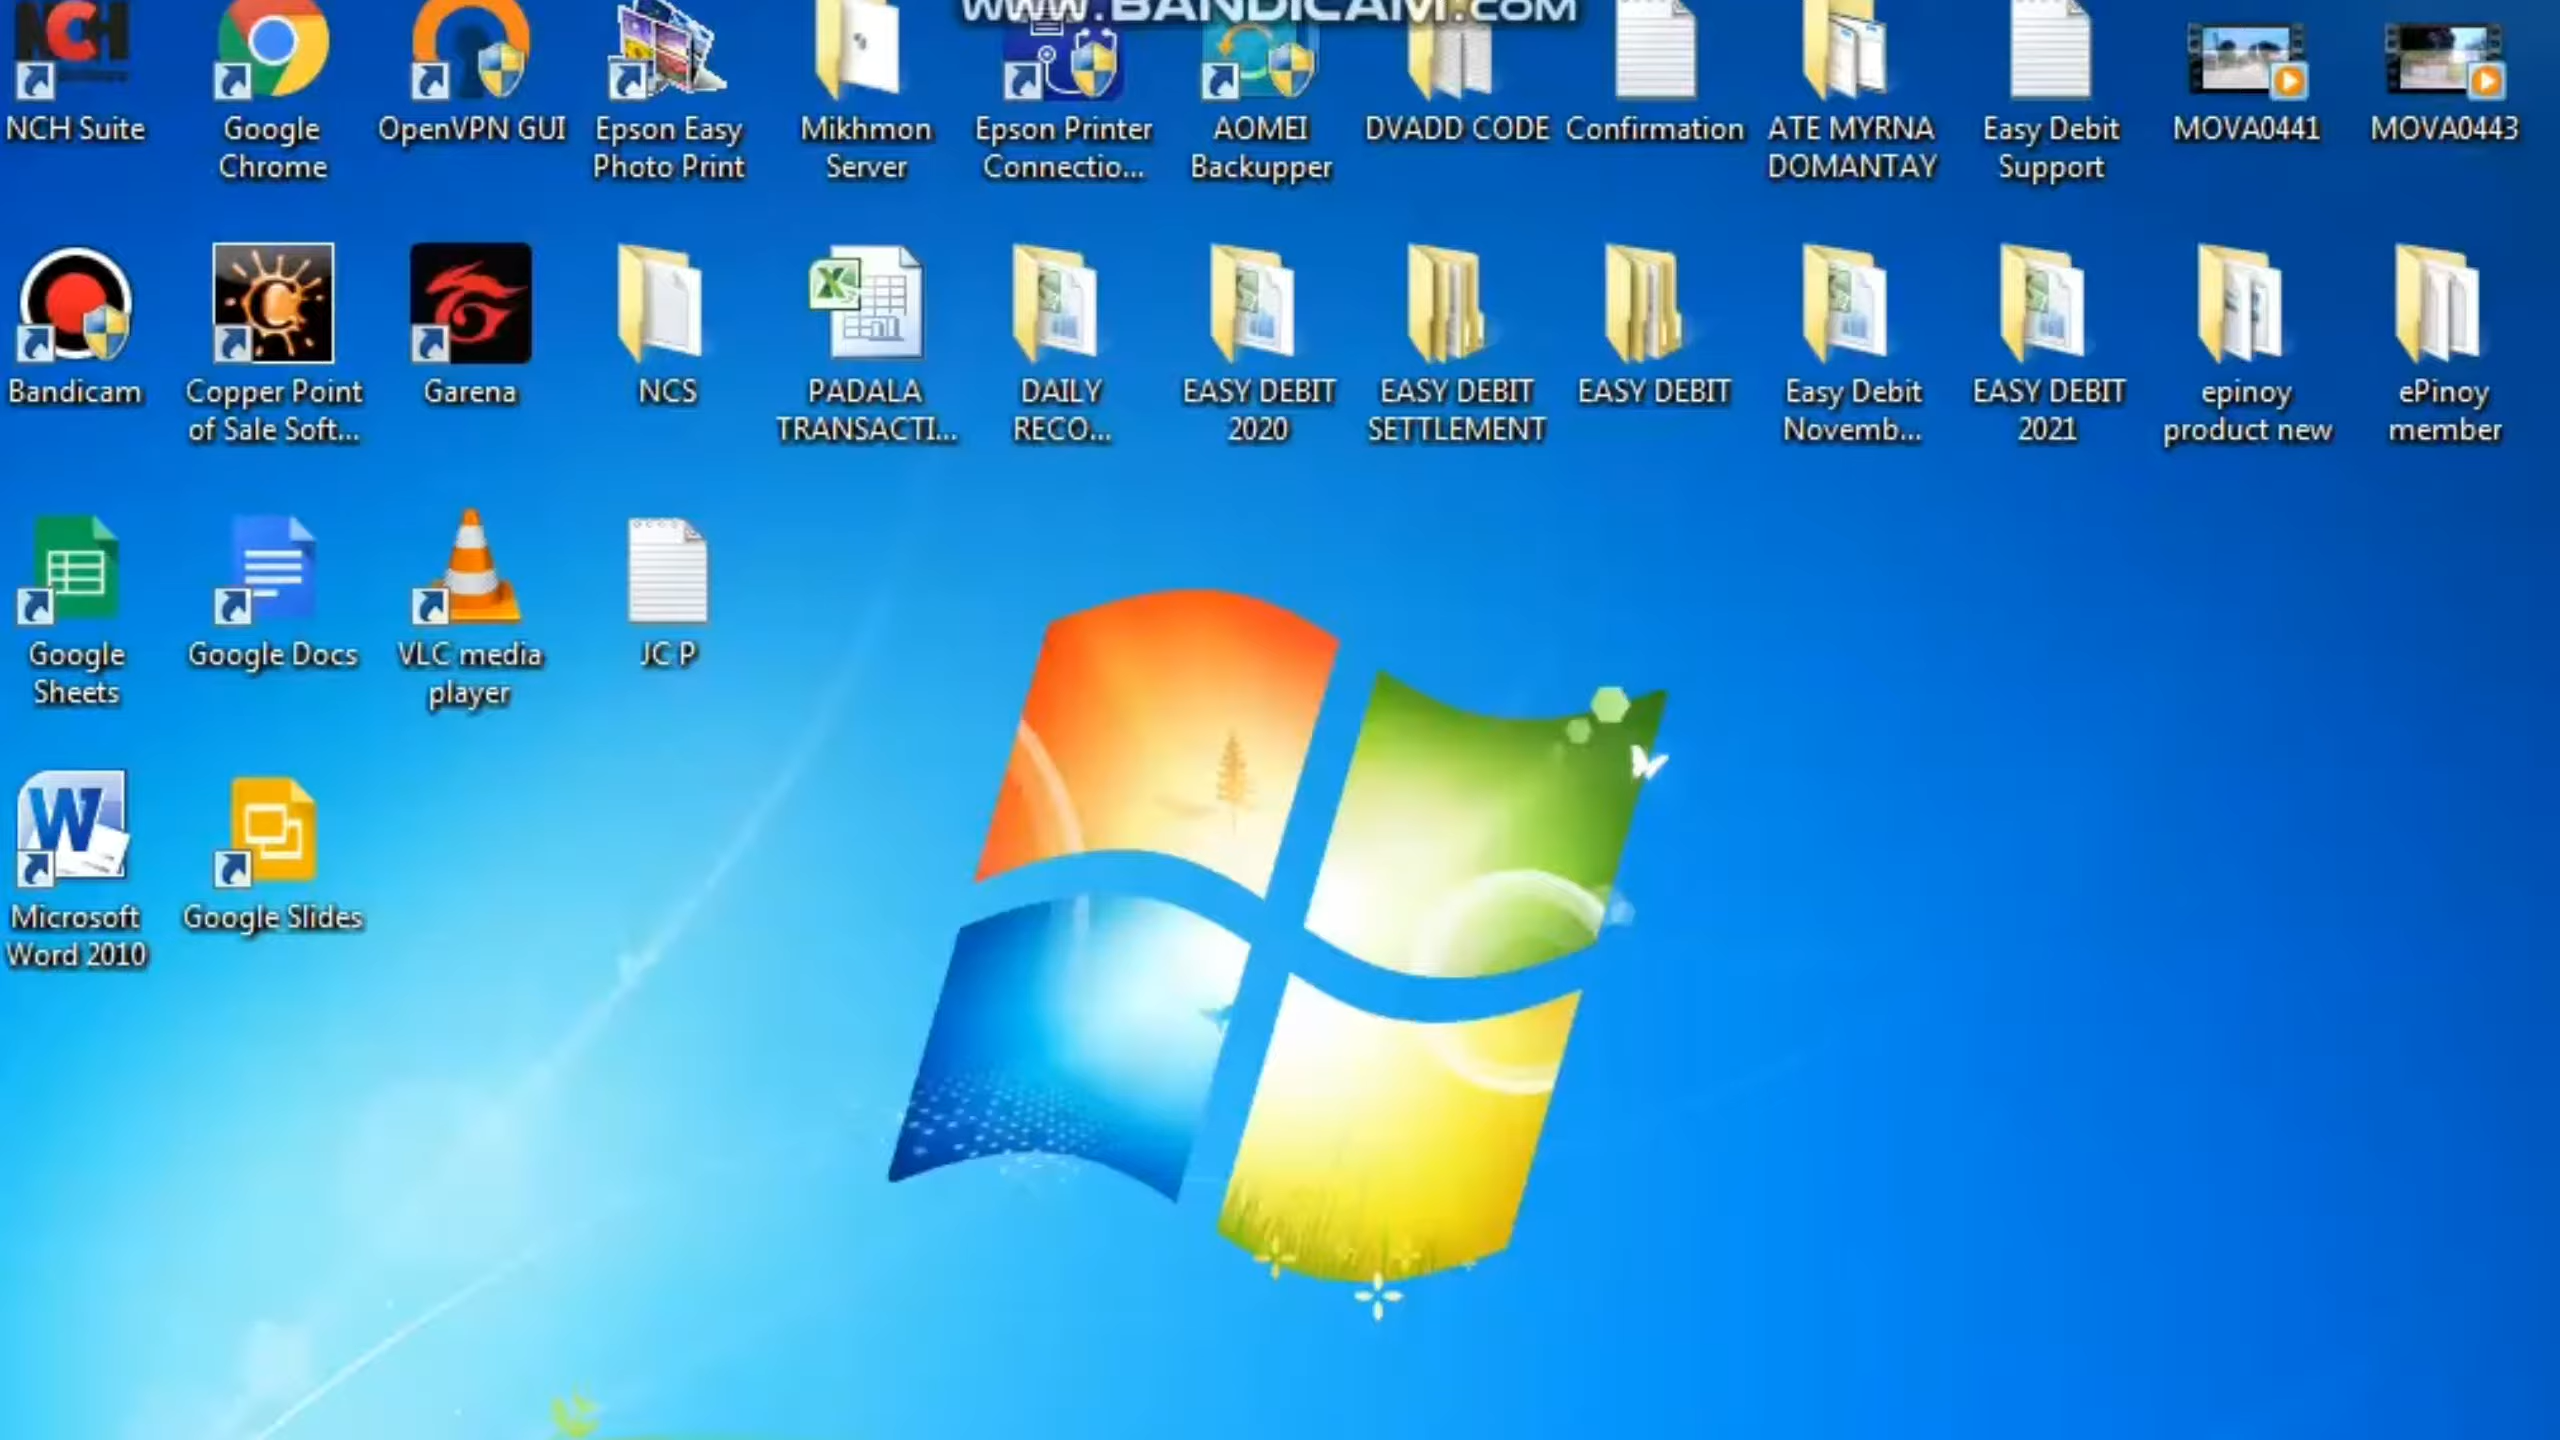 www.BANDICAM.com
NCH
NCH Suite
Google
Chrome
OpenVPN GUI
Epson Easy
Photo Print
Mikhmon
Server
Epson Printer
Connectio...
AOMEI
Backupper
DVADD CODE
Confirmation
ATE MYRNA
DOMANTAY
Easy Debit
Support
MOVA0441
MOVA0443
Bandicam
Copper Point
of Sale Soft...
Garena
NCS
PADALA
TRANSACTI...
DAILY
RECO...
EASY DEBIT
2020
EASY DEBIT
SETTLEMENT
EASY DEBIT
Easy Debit
Novemb...
EASY DEBIT
2021
epinoy
product new
ePinoy
member
Google
Sheets
Google Docs
VLC media
player
JC P
Microsoft
Word 2010
Google Slides